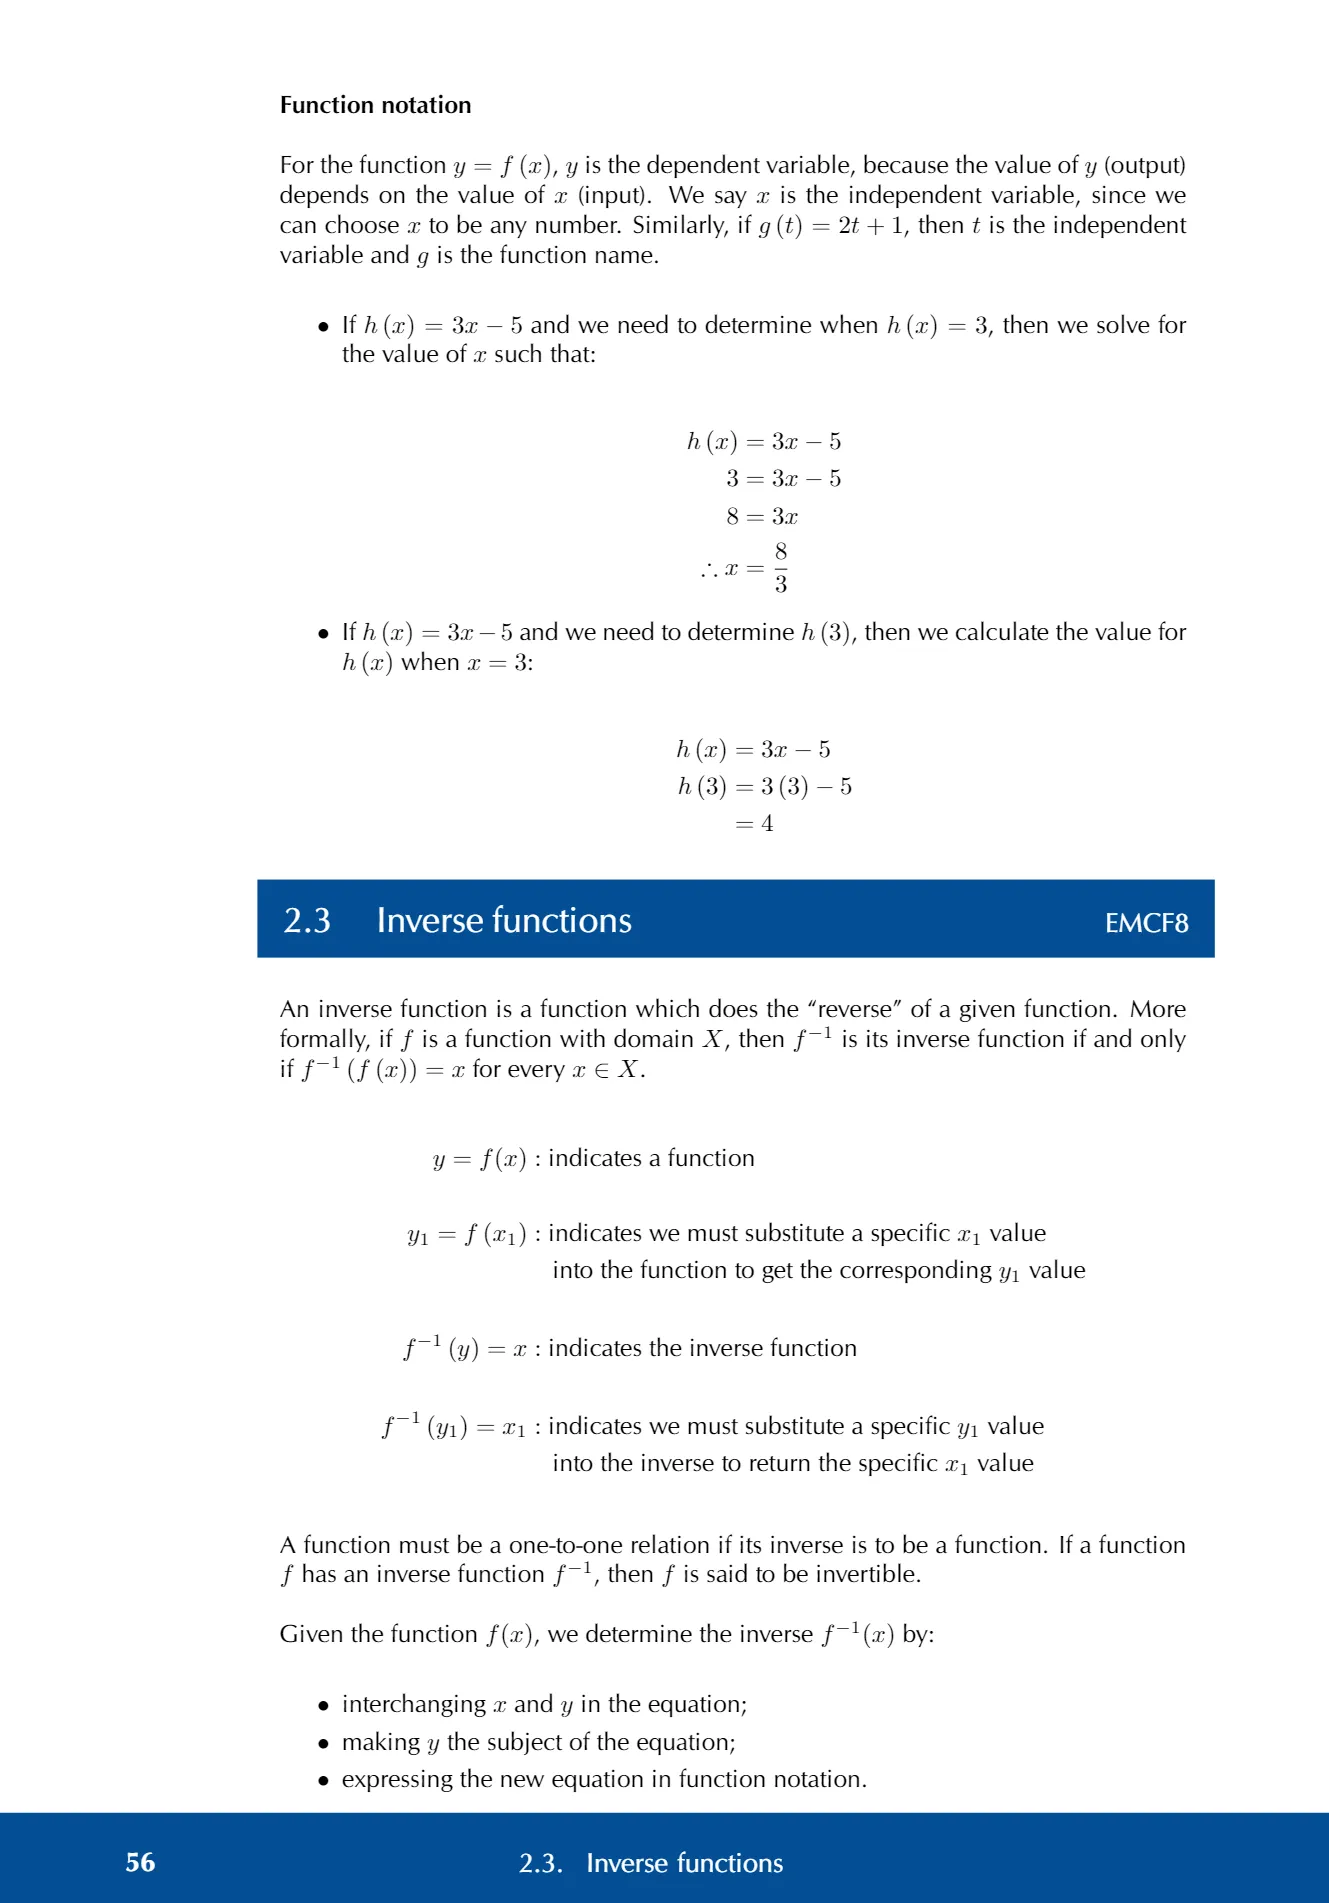 Function notation
For the function y = f (x), y is the dependent variable, because the value of y (output)
depends on the value of x (input). We say x is the independent variable, since we
can choose x to be any number. Similarly, if g (t) = 2t + 1, then t is the independent
variable and g is the function name.
• If h (x) = 3x − 5 and we need to determine when h (x) = 3, then we solve for
the value of x such that:
h (x) = 3x − 5
3 = 3x − 5
8 = 3x
∴ x = 8/3
• If h (x) = 3x − 5 and we need to determine h (3), then we calculate the value for
h (x) when x = 3:
h (x) = 3x − 5
h (3) = 3 (3) − 5
= 4
2.3 Inverse functions EMCF8
An inverse function is a function which does the “reverse” of a given function. More
formally, if f is a function with domain X, then f⁻¹ is its inverse function if and only
if f⁻¹ (f (x)) = x for every x ∈ X.
y = f(x) : indicates a function
y₁ = f (x₁) : indicates we must substitute a specific x₁ value
into the function to get the corresponding y₁ value
f⁻¹ (y) = x : indicates the inverse function
f⁻¹ (y₁) = x₁ : indicates we must substitute a specific y₁ value
into the inverse to return the specific x₁ value
A function must be a one-to-one relation if its inverse is to be a function. If a function
f has an inverse function f⁻¹, then f is said to be invertible.
Given the function f(x), we determine the inverse f⁻¹(x) by:
• interchanging x and y in the equation;
• making y the subject of the equation;
• expressing the new equation in function notation.
56 2.3. Inverse functions